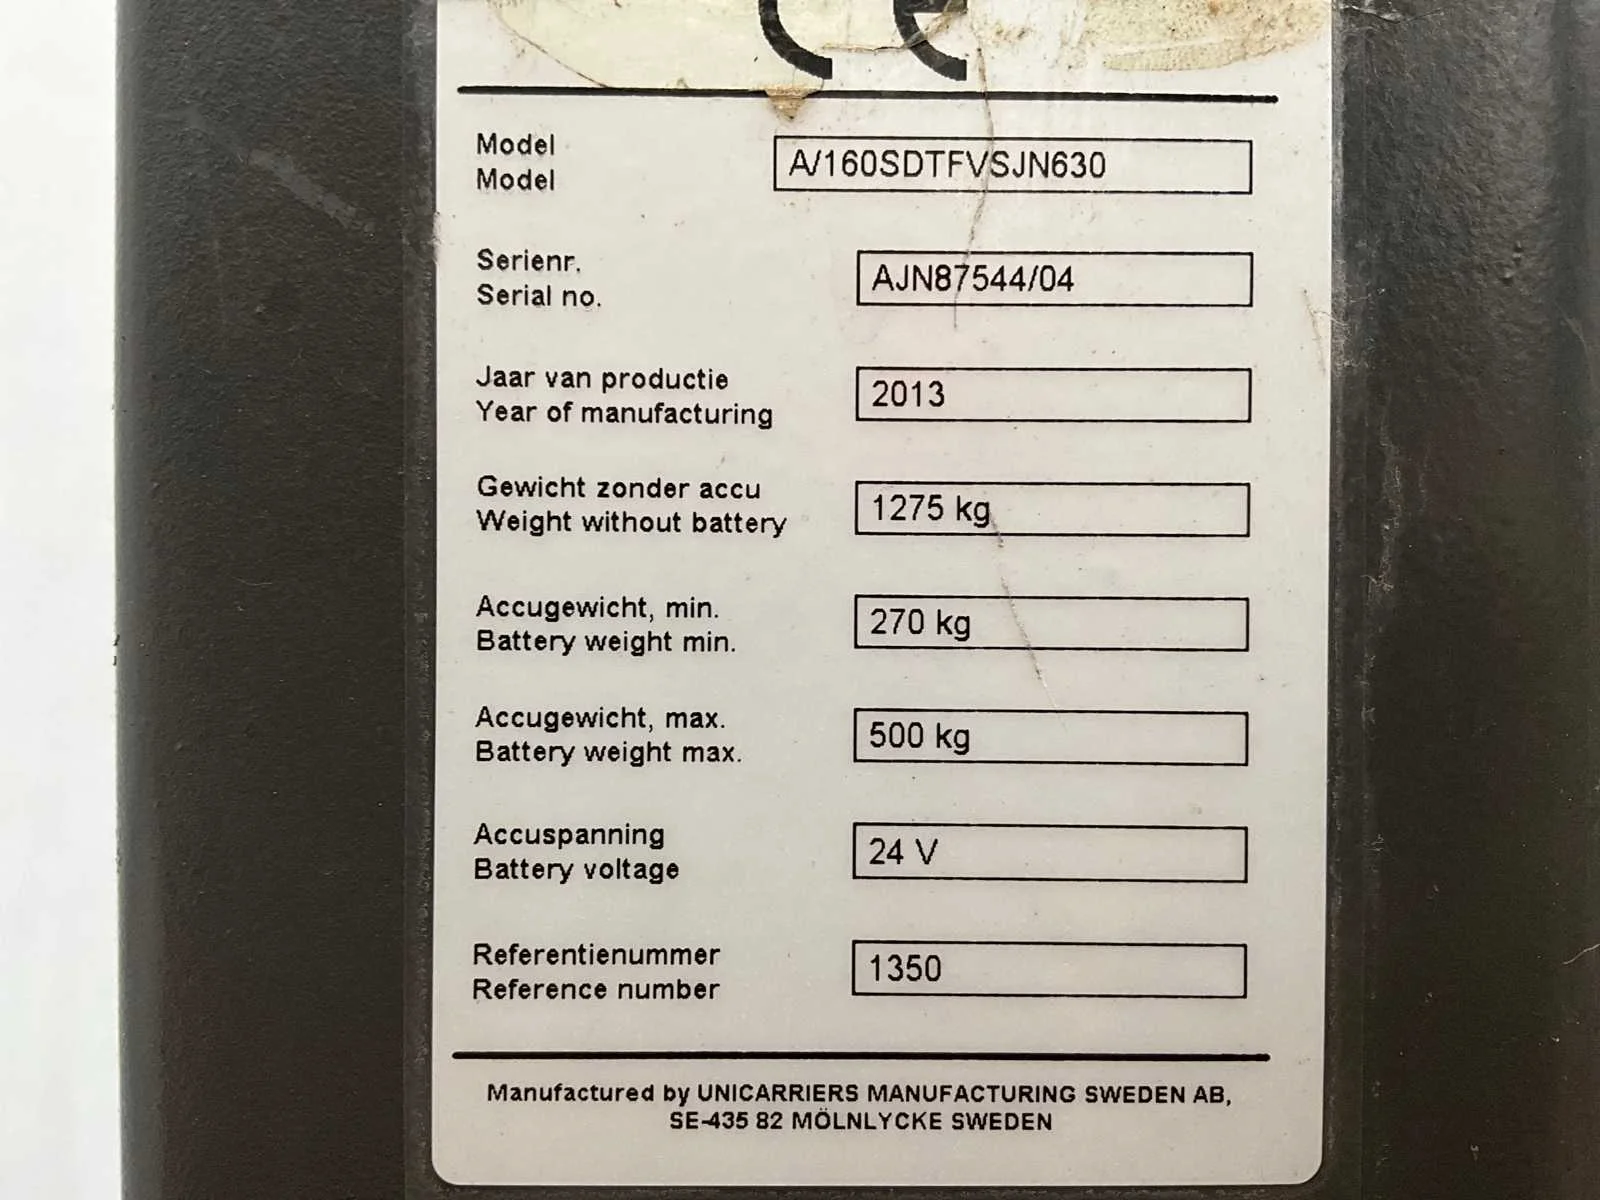 CE
Model
Model
A/160SDTFVSJN630
Serienr.
Serial no.
AJN87544/04
Jaar van productie
Year of manufacturing
2013
Gewicht zonder accu
Weight without battery
1275 kg
Accugewicht, min.
Battery weight min.
270 kg
Accugewicht, max.
Battery weight max.
500 kg
Accuspanning
Battery voltage
24 V
Referentienummer
Reference number
1350
Manufactured by UNICARRIERS MANUFACTURING SWEDEN AB,
SE-435 82 MÖLNLYCKE SWEDEN